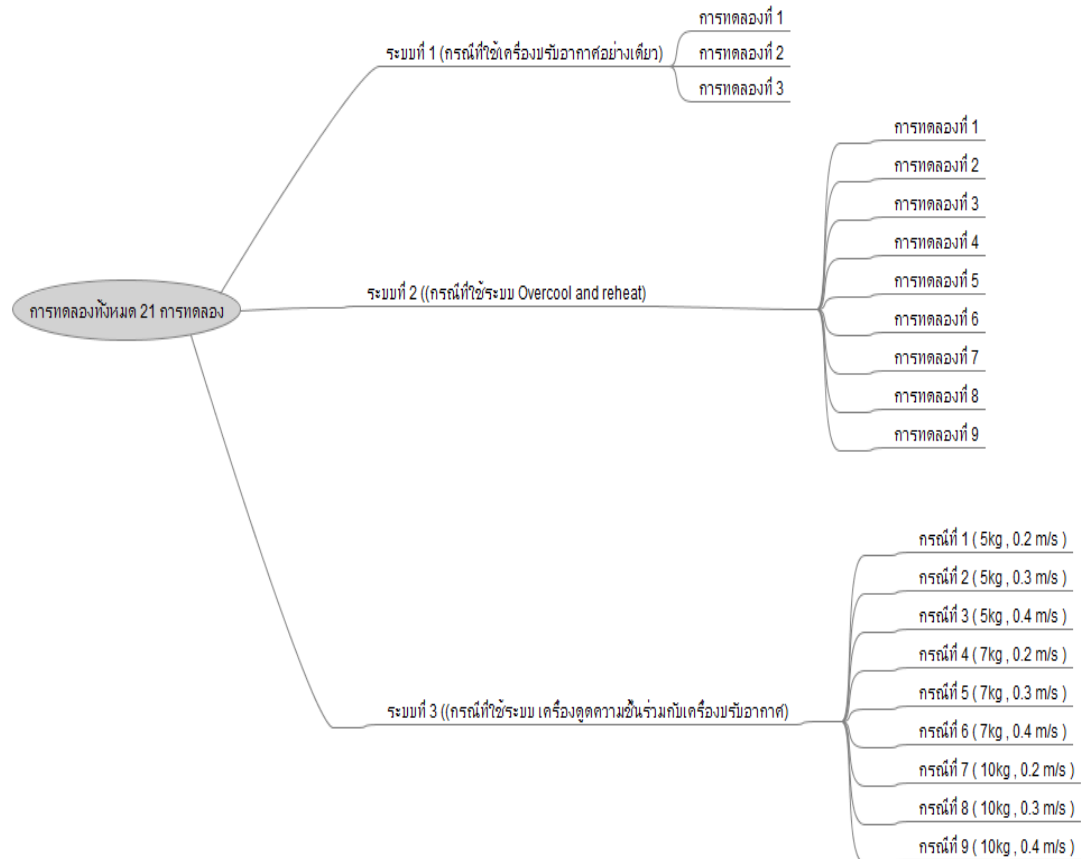 การทดลองทั้งหมด 21 การทดลอง
ระบบที่ 1 (กรณีที่ใช้เครื่องปรับอากาศอย่างเดียว)
การทดลองที่ 1
การทดลองที่ 2
การทดลองที่ 3
ระบบที่ 2 ((กรณีที่ใช้ระบบ Overcool and reheat)
การทดลองที่ 1
การทดลองที่ 2
การทดลองที่ 3
การทดลองที่ 4
การทดลองที่ 5
การทดลองที่ 6
การทดลองที่ 7
การทดลองที่ 8
การทดลองที่ 9
ระบบที่ 3 ((กรณีที่ใช้ระบบ เครื่องดูดความชื้นร่วมกับเครื่องปรับอากาศ)
กรณีที่ 1 ( 5kg , 0.2 m/s )
กรณีที่ 2 ( 5kg , 0.3 m/s )
กรณีที่ 3 ( 5kg , 0.4 m/s )
กรณีที่ 4 ( 7kg , 0.2 m/s )
กรณีที่ 5 ( 7kg , 0.3 m/s )
กรณีที่ 6 ( 7kg , 0.4 m/s )
กรณีที่ 7 ( 10kg , 0.2 m/s )
กรณีที่ 8 ( 10kg , 0.3 m/s )
กรณีที่ 9 ( 10kg , 0.4 m/s )